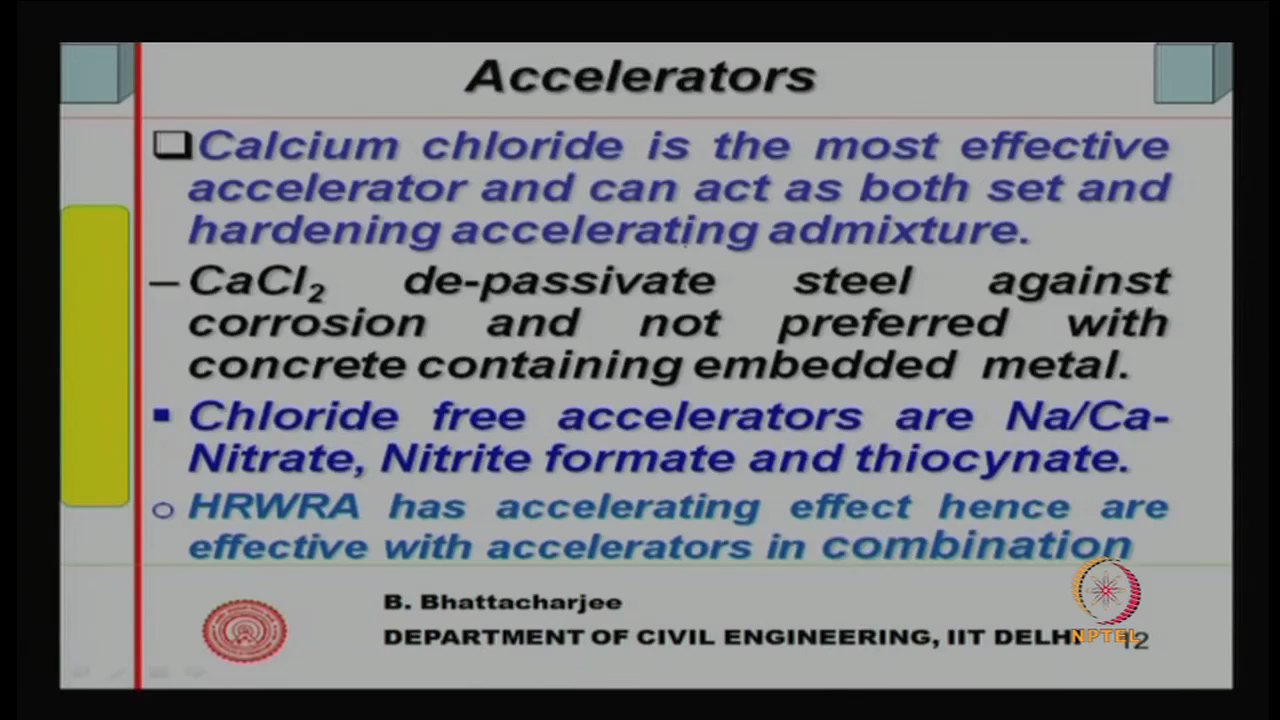 Accelerators
Calcium chloride is the most effective
accelerator and can act as both set and
hardening accelerating admixture.
– CaCl₂ de-passivate steel against
corrosion and not preferred with
concrete containing embedded metal.
▪ Chloride free accelerators are Na/Ca-
Nitrate, Nitrite formate and thiocynate.
○ HRWRA has accelerating effect hence are
effective with accelerators in combination
B. Bhattacharjee
DEPARTMENT OF CIVIL ENGINEERING, IIT DELHI
NPTEL
12